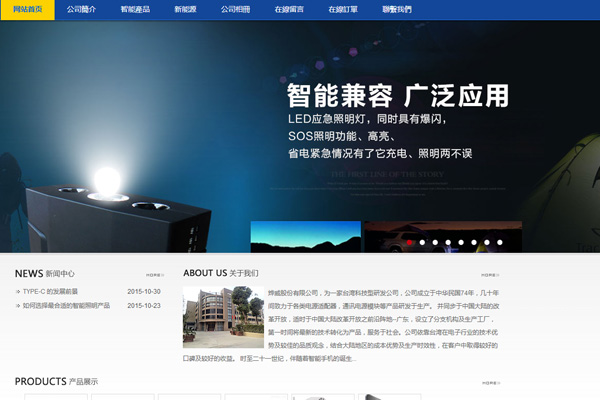 网站首页 公司簡介 智能產品 新能源 公司相冊 在線留言 在線訂單 聯繫我們
智能兼容 广泛应用
LED应急照明灯，同时具有爆闪，
SOS照明功能、高亮、
省电紧急情况有了它充电、照明两不误
THE FIRST LINE OF THE STORY
NEWS 新闻中心
TYPE-C 的发展前景 2015-10-30
如何选择最合适的智能照明产品 2015-10-23
ABOUT US 关于我们
股份有限公司，为一家台湾科技型研发公司，公司成立于中华民国74年，几十年
间致力于各类电源适配器，通讯电源模块等产品研发于生产。 并同步于中国大陆的改
革开放，适时于中国大陆改革开放之前沿阵地--广东，设立了分支机构及生产工厂，
第一时间将最新的技术转化为产品，服务于社会。公司依靠台湾在电子行业的技术优
势及较佳的品质观念，结合大陆地区的成本优势及生产时效性，在客户中取得较好的
口碑及较好的收益。 时至二十一世纪，伴随着智能手机的诞生...
PRODUCTS 产品展示